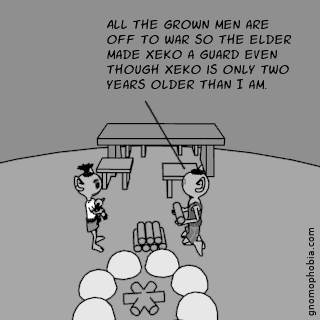 ALL THE GROWN MEN ARE
OFF TO WAR SO THE ELDER
MADE XEKO A GUARD EVEN
THOUGH XEKO IS ONLY TWO
YEARS OLDER THAN I AM.
gnomophobia.com